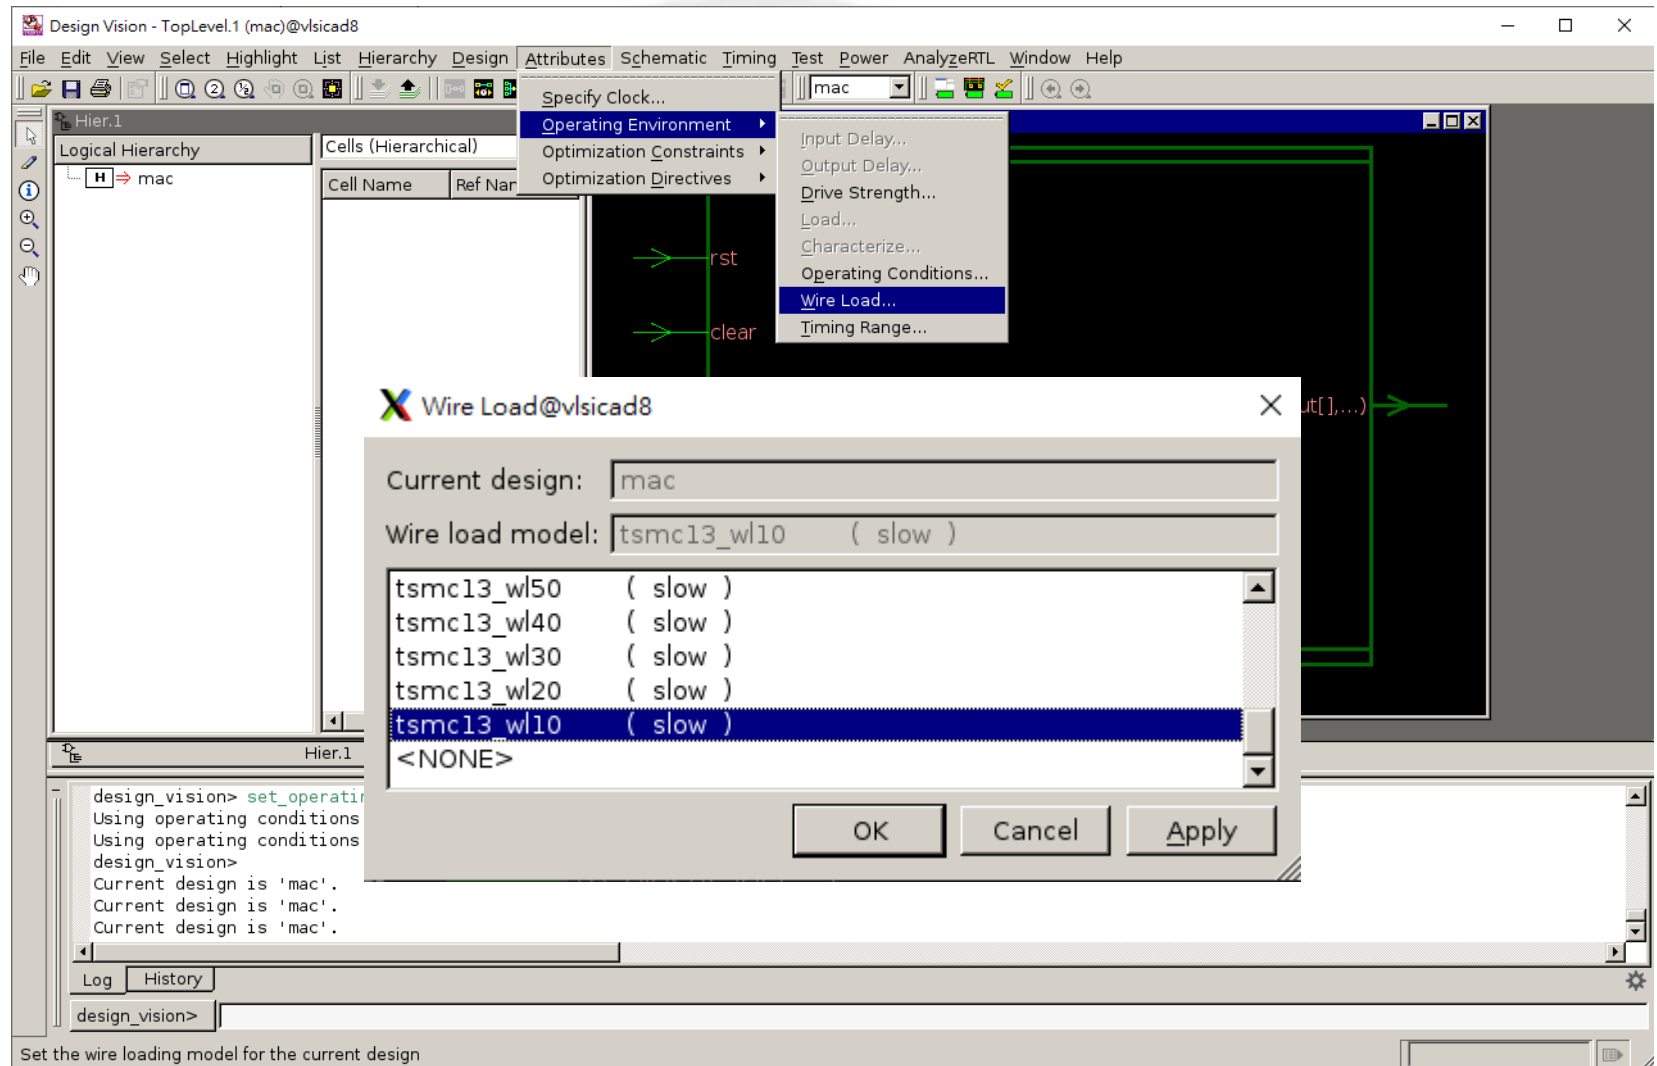 Design Vision - TopLevel.1 (mac)@vlsicad8
File Edit View Select Highlight List Hierarchy Design Attributes Schematic Timing Test Power AnalyzeRTL Window Help
mac
Specify Clock...
Operating Environment
Optimization Constraints
Optimization Directives
Input Delay...
Output Delay...
Drive Strength...
Load...
Characterize...
Operating Conditions...
Wire Load...
Timing Range...
Hier.1
Logical Hierarchy
H mac
Cells (Hierarchical)
Cell Name Ref Nar
rst
clear
ut[],...)
Wire Load@vlsicad8
Current design: mac
Wire load model: tsmc13_wl10 ( slow )
tsmc13_wl50 ( slow )
tsmc13_wl40 ( slow )
tsmc13_wl30 ( slow )
tsmc13_wl20 ( slow )
tsmc13_wl10 ( slow )
<NONE>
OK Cancel Apply
Hier.1
design_vision> set_operatin
Using operating conditions
Using operating conditions
design_vision>
Current design is 'mac'.
Current design is 'mac'.
Current design is 'mac'.
Log History
design_vision>
Set the wire loading model for the current design